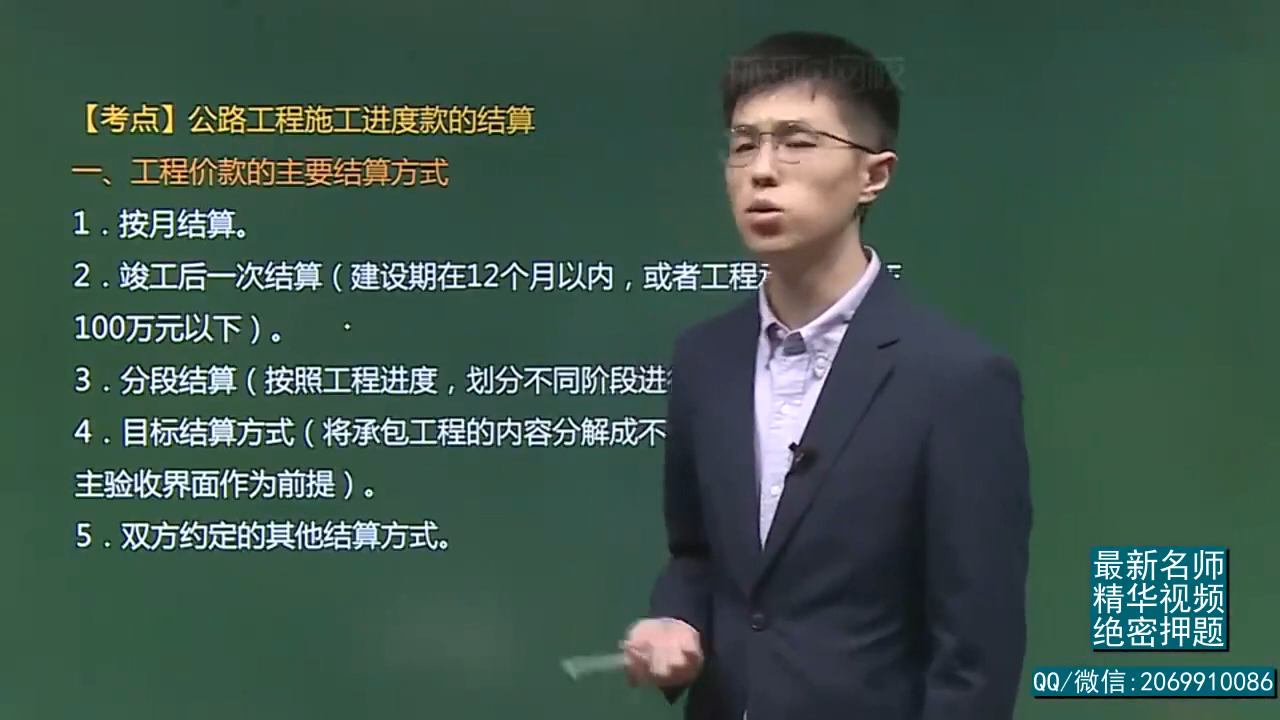 【考点】公路工程施工进度款的结算
一、工程价款的主要结算方式
1．按月结算。
2．竣工后一次结算（建设期在12个月以内，或者工程
100万元以下）。
3．分段结算（按照工程进度，划分不同阶段进
4．目标结算方式（将承包工程的内容分解成不
主验收界面作为前提）。
5．双方约定的其他结算方式。
最新名师
精华视频
绝密押题
QQ/微信:2069910086